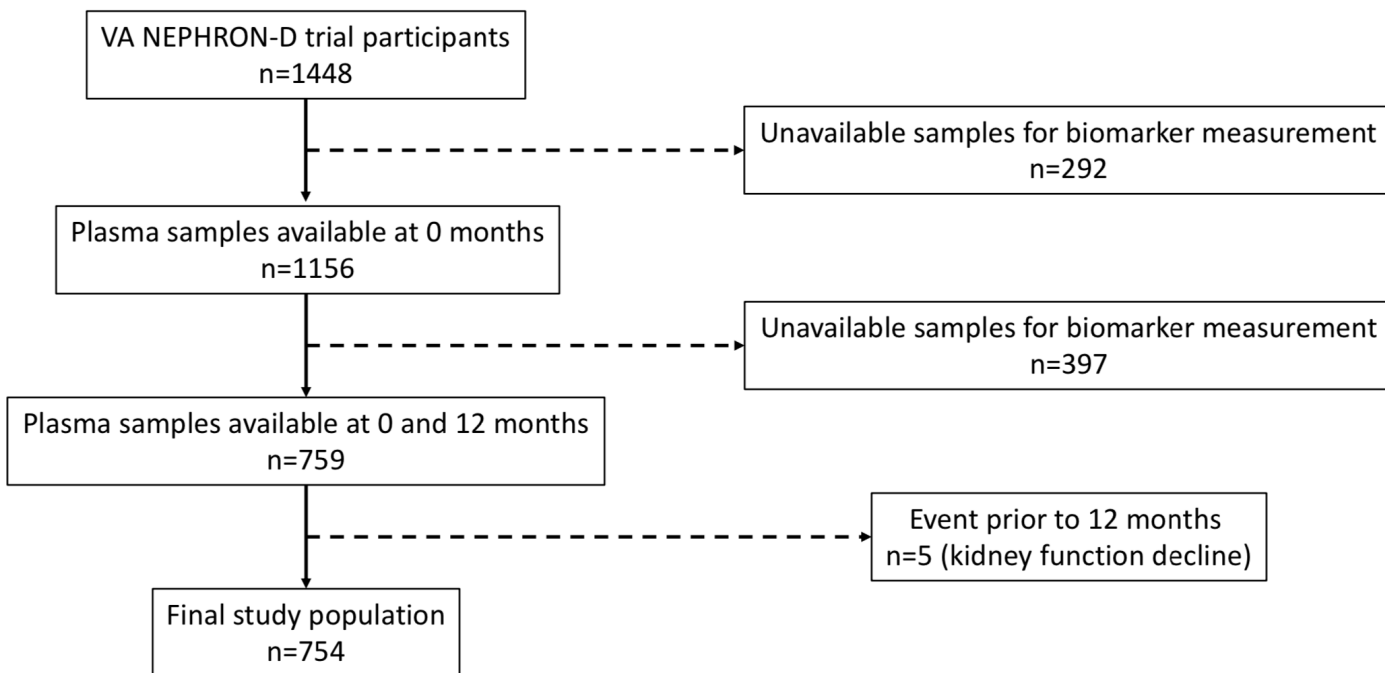 VA NEPHRON-D trial participants
n=1448
Unavailable samples for biomarker measurement
n=292
Plasma samples available at 0 months
n=1156
Unavailable samples for biomarker measurement
n=397
Plasma samples available at 0 and 12 months
n=759
Event prior to 12 months
n=5 (kidney function decline)
Final study population
n=754